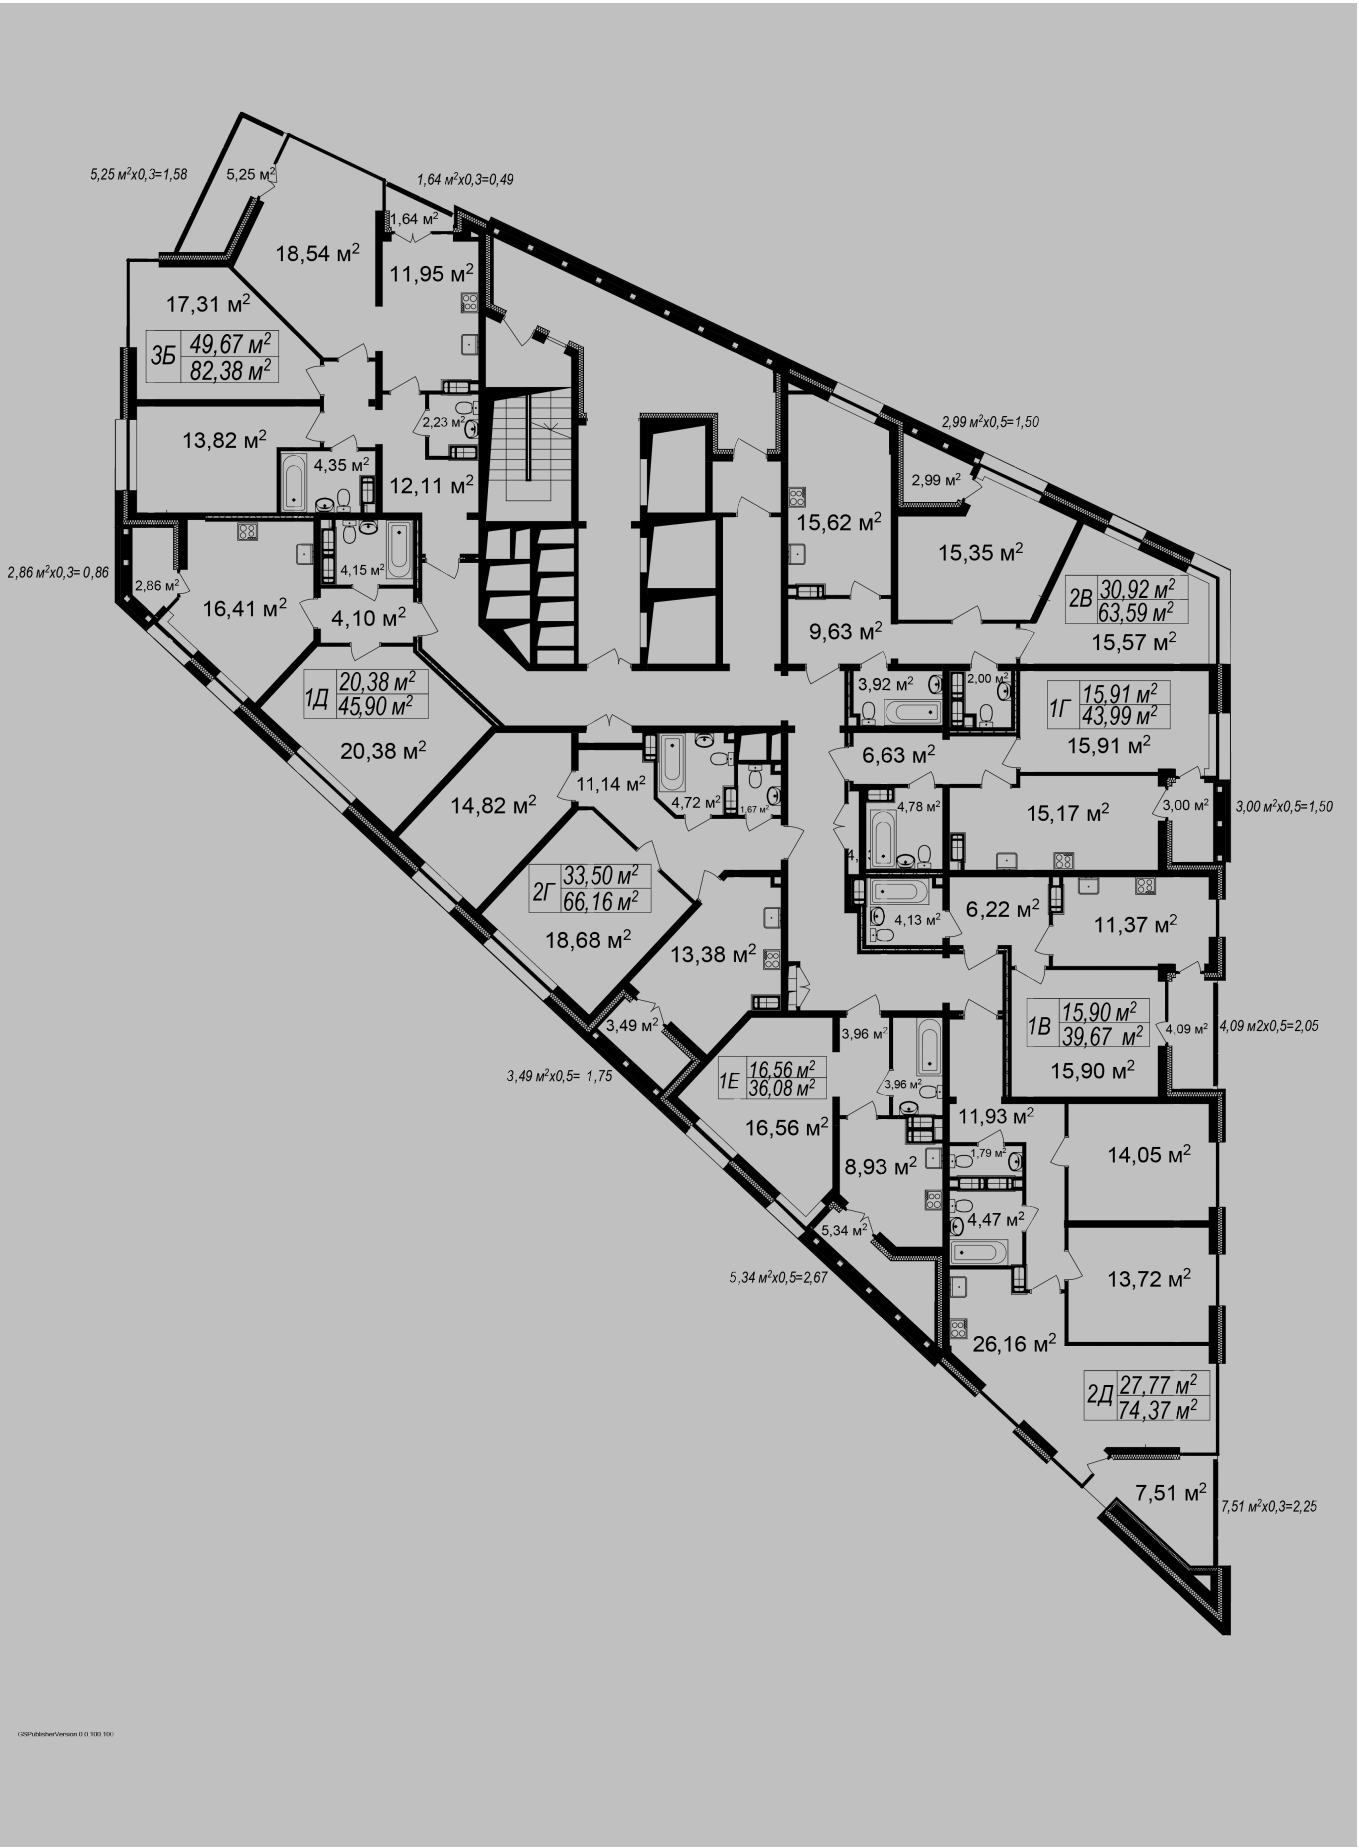 5,25 м²х0,3=1,58
5,25 м²
1,64 м²х0,3=0,49
1,64 м²
18,54 м²
11,95 м²
17,31 м²
3Б
49,67 м²
82,38 м²
13,82 м²
2,23 м²
4,35 м²
12,11 м²
2,99 м²х0,5=1,50
2,99 м²
15,62 м²
15,35 м²
2,86 м²х0,3= 0,86
2,86 м²
4,15 м²
16,41 м²
4,10 м²
2В
30,92 м²
63,59 м²
9,63 м²
15,57 м²
1Д
20,38 м²
45,90 м²
20,38 м²
3,92 м²
2,00 м²
1Г
15,91 м²
43,99 м²
15,91 м²
6,63 м²
11,14 м²
14,82 м²
4,72 м²
1,67 м²
4,78 м²
15,17 м²
3,00 м²
3,00 м²х0,5=1,50
4,
2Г
33,50 м²
66,16 м²
18,68 м²
13,38 м²
4,13 м²
6,22 м²
11,37 м²
3,49 м²
3,49 м²х0,5= 1,75
3,96 м²
1В
15,90 м²
39,67 м²
15,90 м²
4,09 м²
4,09 м2х0,5=2,05
1Е
16,56 м²
36,08 м²
16,56 м²
3,96 м²
11,93 м²
8,93 м²
1,79 м²
14,05 м²
5,34 м²
4,47 м²
5,34 м²х0,5=2,67
13,72 м²
26,16 м²
2Д
27,77 м²
74,37 м²
7,51 м²
7,51 м²х0,3=2,25
GSPublisherVersion 0.0.100.100